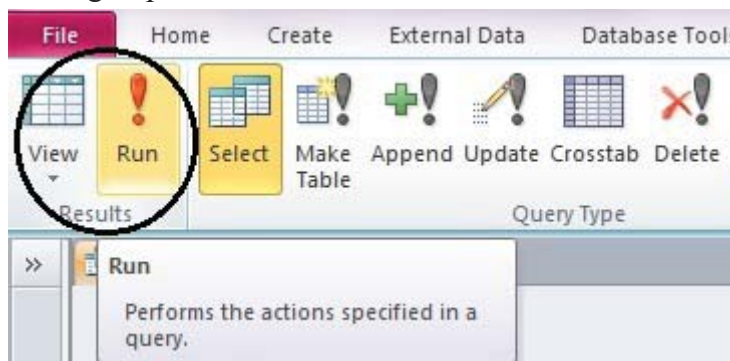 File Home Create External Data Database Tool
View Run Select Make Table Append Update Crosstab Delete
Results Query Type
»
Run
Performs the actions specified in a
query.